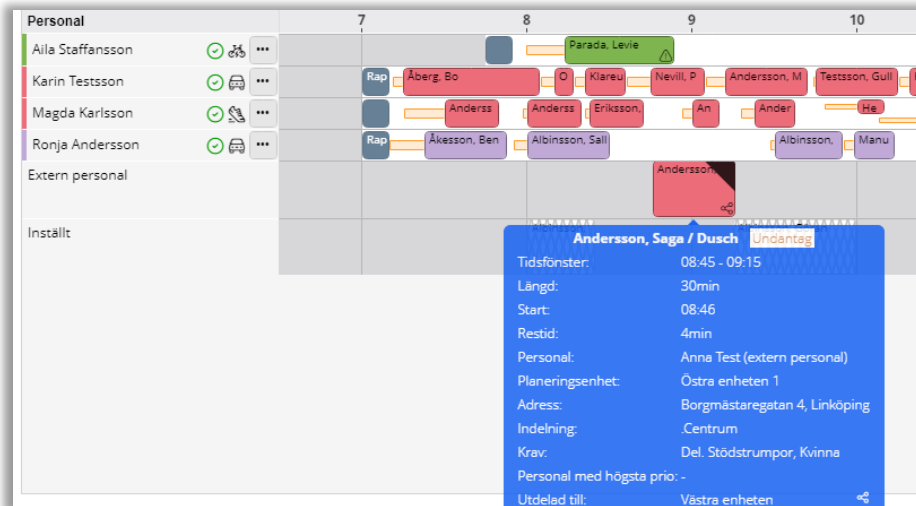 Personal 7 8 9 10
Aila Staffansson ... Parada, Levie
Karin Testsson ... Rap Åberg, Bo O Klareu Nevill, P Andersson, M Testsson, Gull
Magda Karlsson ... Anderss Anderss Eriksson, An Ander He
Ronja Andersson ... Rap Åkesson, Ben Albinsson, Sall Albinsson, Manu
Extern personal Andersson,
Inställt Albinsson,
Andersson, Saga / Dusch Undantag
Tidsfönster: 08:45 - 09:15
Längd: 30min
Start: 08:46
Restid: 4min
Personal: Anna Test (extern personal)
Planeringsenhet: Östra enheten 1
Adress: Borgmästaregatan 4, Linköping
Indelning: .Centrum
Krav: Del. Stödstrumpor, Kvinna
Personal med högsta prio: -
Utdelad till: Västra enheten